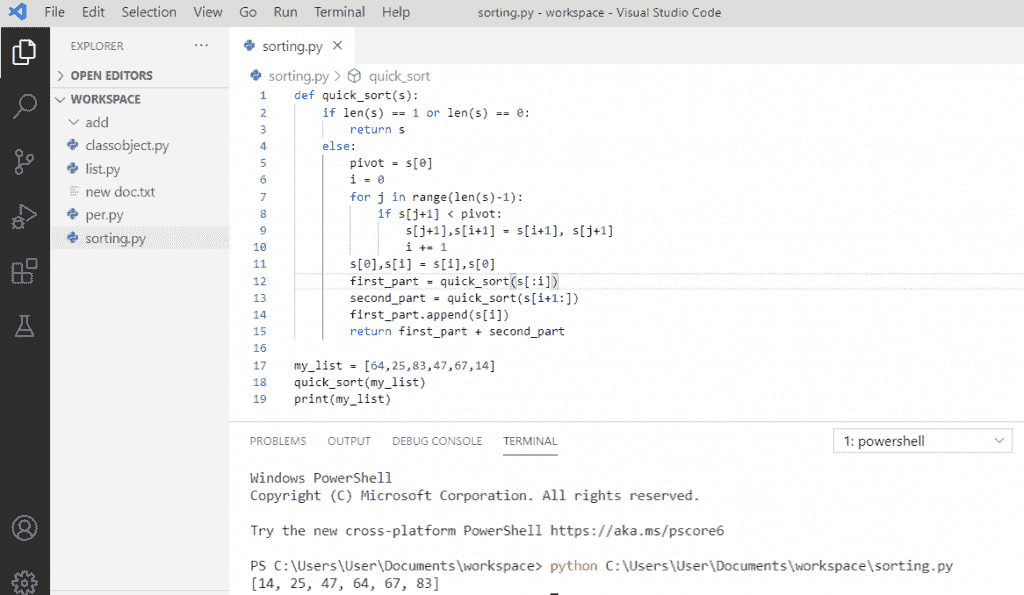 File Edit Selection View Go Run Terminal Help sorting.py - workspace - Visual Studio Code
EXPLORER ···
OPEN EDITORS
WORKSPACE
add
classobject.py
list.py
new doc.txt
per.py
sorting.py
sorting.py
sorting.py > quick_sort
1 def quick_sort(s):
2 if len(s) == 1 or len(s) == 0:
3 return s
4 else:
5 pivot = s[0]
6 i = 0
7 for j in range(len(s)-1):
8 if s[j+1] < pivot:
9 s[j+1],s[i+1] = s[i+1], s[j+1]
10 i += 1
11 s[0],s[i] = s[i],s[0]
12 first_part = quick_sort(s[:i])
13 second_part = quick_sort(s[i+1:])
14 first_part.append(s[i])
15 return first_part + second_part
16
17 my_list = [64,25,83,47,67,14]
18 quick_sort(my_list)
19 print(my_list)
PROBLEMS OUTPUT DEBUG CONSOLE TERMINAL 1: powershell
Windows PowerShell
Copyright (C) Microsoft Corporation. All rights reserved.
Try the new cross-platform PowerShell https://aka.ms/pscore6
PS C:\Users\User\Documents\workspace> python C:\Users\User\Documents\workspace\sorting.py
[14, 25, 47, 64, 67, 83]